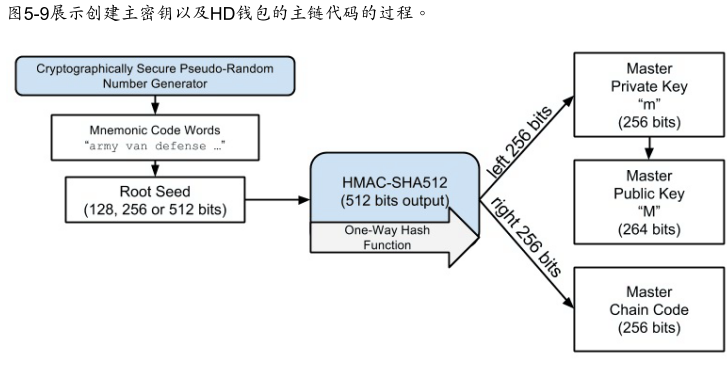 图5-9展示创建主密钥以及HD钱包的主链代码的过程。
Cryptographically Secure Pseudo-Random
Number Generator
Mnemonic Code Words
“army van defense …”
Root Seed
(128, 256 or 512 bits)
HMAC-SHA512
(512 bits output)
One-Way Hash
Function
left 256 bits
right 256 bits
Master
Private Key
“m”
(256 bits)
Master
Public Key
“M”
(264 bits)
Master
Chain Code
(256 bits)